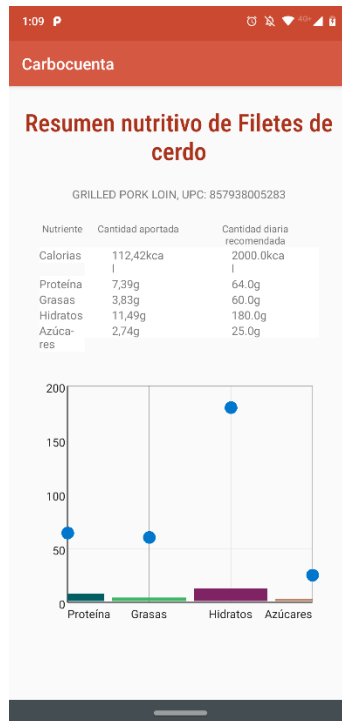 1:09 P 4G+
Carbocuenta
Resumen nutritivo de Filetes de
cerdo
GRILLED PORK LOIN, UPC: 857938005283
Nutriente Cantidad aportada Cantidad diaria
recomendada
Calorias 112,42kca 2000.0kca
l l
Proteína 7,39g 64.0g
Grasas 3,83g 60.0g
Hidratos 11,49g 180.0g
Azúca- 2,74g 25.0g
res
200
150
100
50
0
Proteína Grasas Hidratos Azúcares